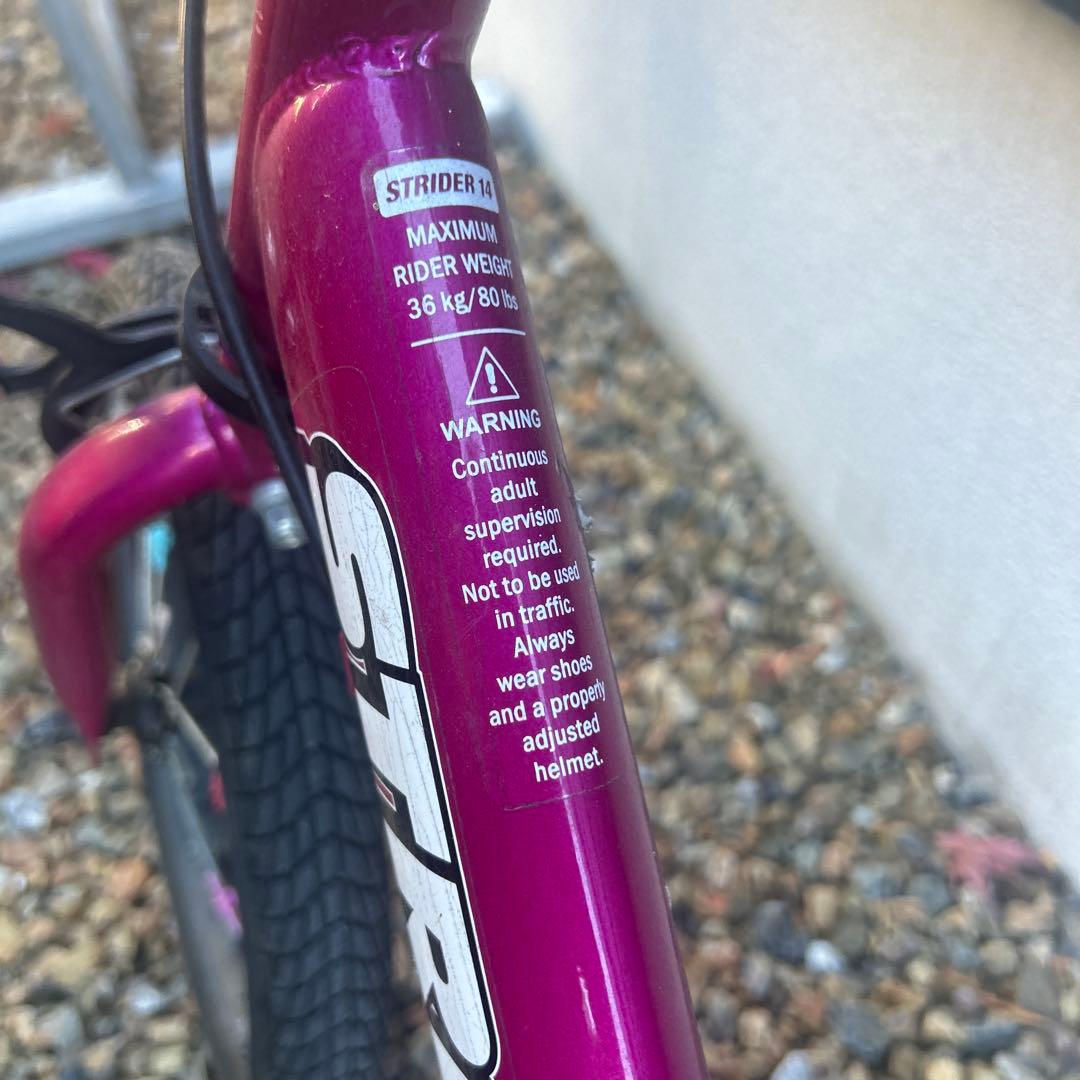 STRIDER 14
MAXIMUM
RIDER WEIGHT
36 kg/80 lbs
WARNING
Continuous
adult
supervision
required.
Not to be used
in traffic.
Always
wear shoes
and a properly
adjusted
helmet.
STR